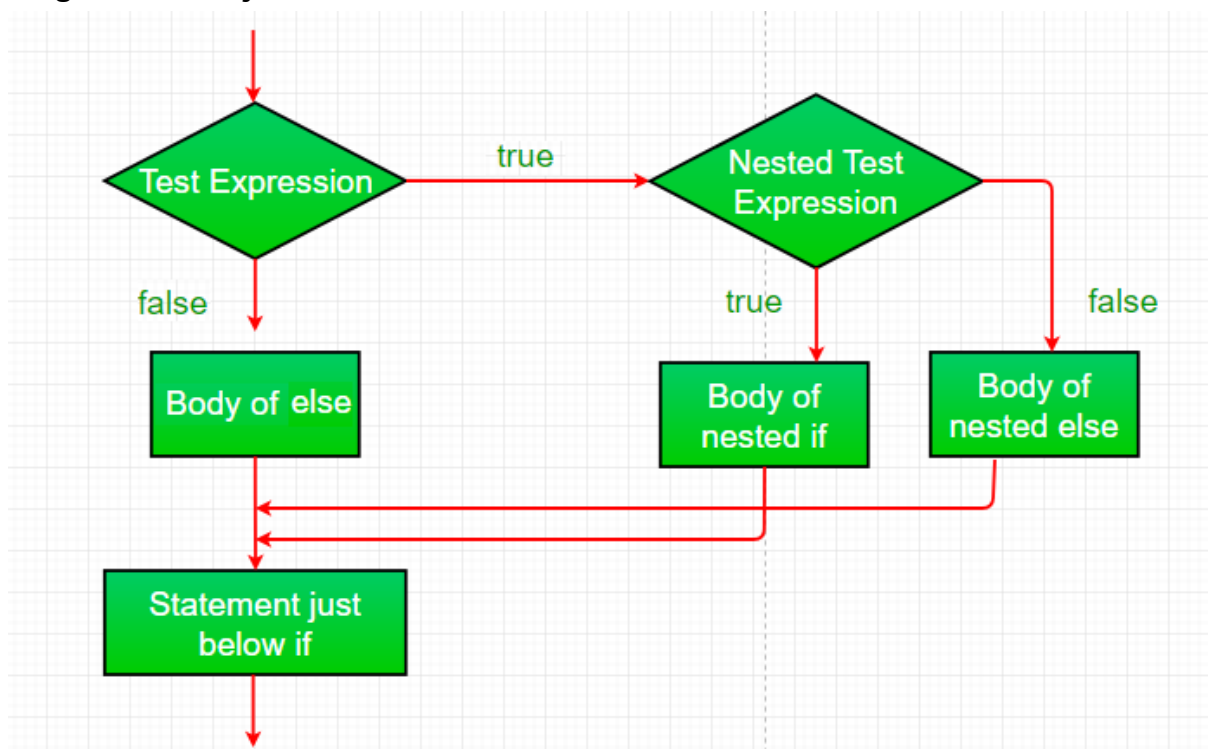 true
Test Expression
Nested Test
Expression
false
true
false
Body of else
Body of
nested if
Body of
nested else
Statement just
below if